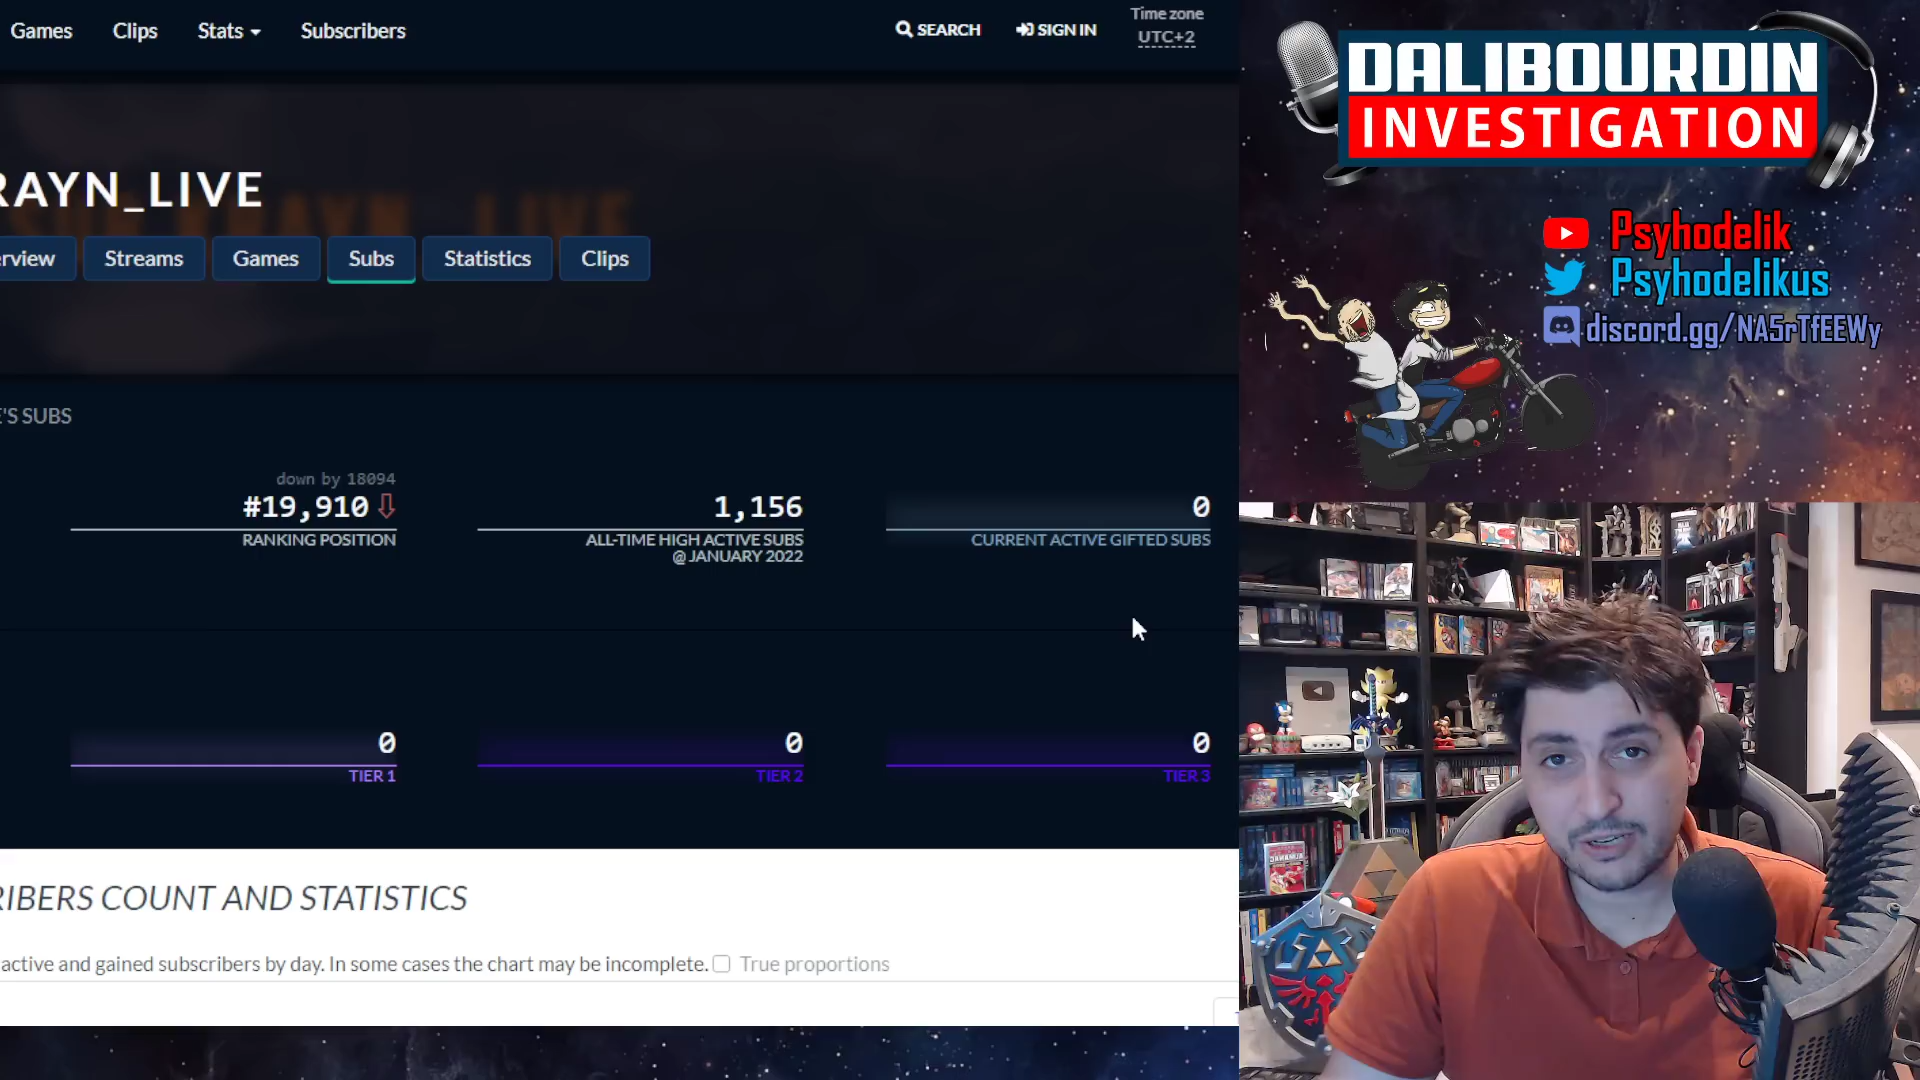 Games Clips Stats Subscribers SEARCH SIGN IN Time zone
UTC+2
RAYN_LIVE
Streams Games Subs Statistics Clips
'S SUBS
down by 18094
#19,910
RANKING POSITION
1,156
ALL-TIME HIGH ACTIVE SUBS
@ JANUARY 2022
0
CURRENT ACTIVE GIFTED SUBS
0
TIER 1
0
TIER 2
0
TIER 3
RIBERS COUNT AND STATISTICS
active and gained subscribers by day. In some cases the chart may be incomplete. True proportions
DALIBOURDIN
INVESTIGATION
Psyhodelik
Psyhodelikus
discord.gg/NA5rTfEEWy